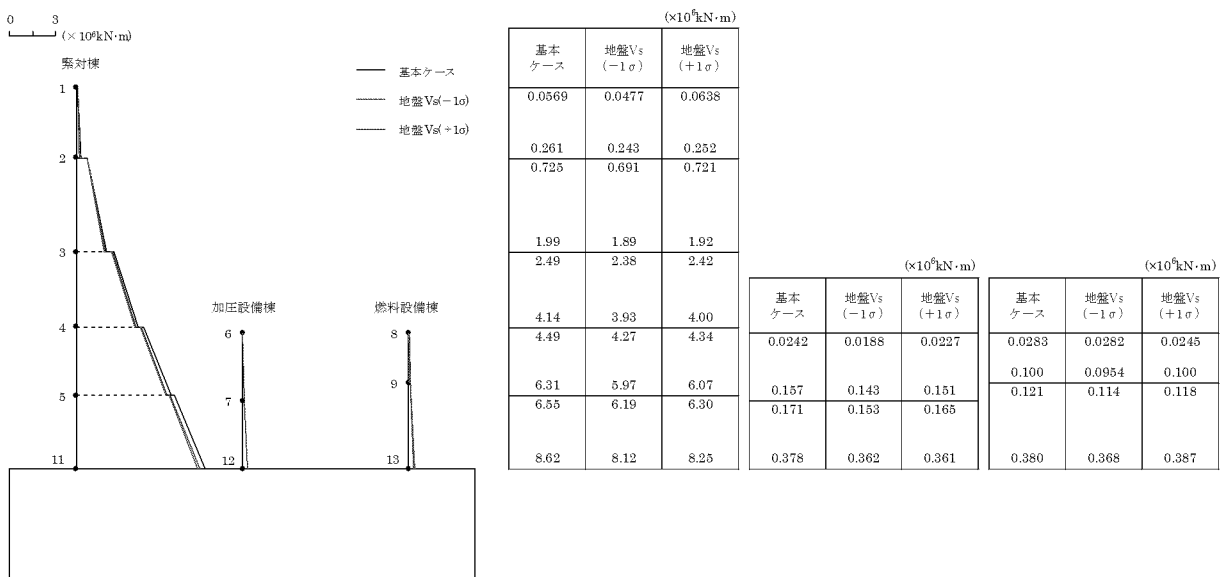 0 3
(×10⁶kN·m)
緊対棟
基本ケース
地盤Vs(−1σ)
地盤Vs(+1σ)
1
2
3
4
5
11
加圧設備棟
6
7
12
燃料設備棟
8
9
13
(×10⁶kN·m)
基本ケース 地盤Vs(−1σ) 地盤Vs(+1σ)
0.0569 0.0477 0.0638
0.261 0.243 0.252
0.725 0.691 0.721
1.99 1.89 1.92
2.49 2.38 2.42
4.14 3.93 4.00
4.49 4.27 4.34
6.31 5.97 6.07
6.55 6.19 6.30
8.62 8.12 8.25
(×10⁶kN·m)
基本ケース 地盤Vs(−1σ) 地盤Vs(+1σ)
0.0242 0.0188 0.0227
0.157 0.143 0.151
0.171 0.153 0.165
0.378 0.362 0.361
(×10⁶kN·m)
基本ケース 地盤Vs(−1σ) 地盤Vs(+1σ)
0.0283 0.0282 0.0245
0.100 0.0954 0.100
0.121 0.114 0.118
0.380 0.368 0.387